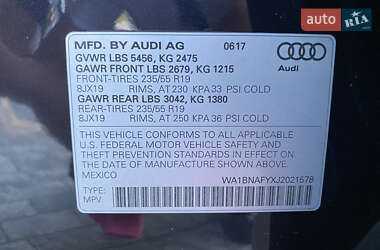 auto RIA.com
MFD. BY AUDI AG 0617
GVWR LBS 5456, KG 2475
GAWR FRONT LBS 2679, KG 1215
FRONT-TIRES 235/55 R19
8JX19 RIMS, AT 230 KPA 33 PSI COLD
GAWR REAR LBS 3042, KG 1380
REAR-TIRES 235/55 R19
8JX19 RIMS, AT 250 KPA 36 PSI COLD
Audi
THIS VEHICLE CONFORMS TO ALL APPLICABLE
U.S. FEDERAL MOTOR VEHICLE SAFETY AND
THEFT PREVENTION STANDARDS IN EFFECT ON
THE DATE OF MANUFACTURE SHOWN ABOVE.
MEXICO
WA1BNAFYXJ2021578
TYPE:
MPV